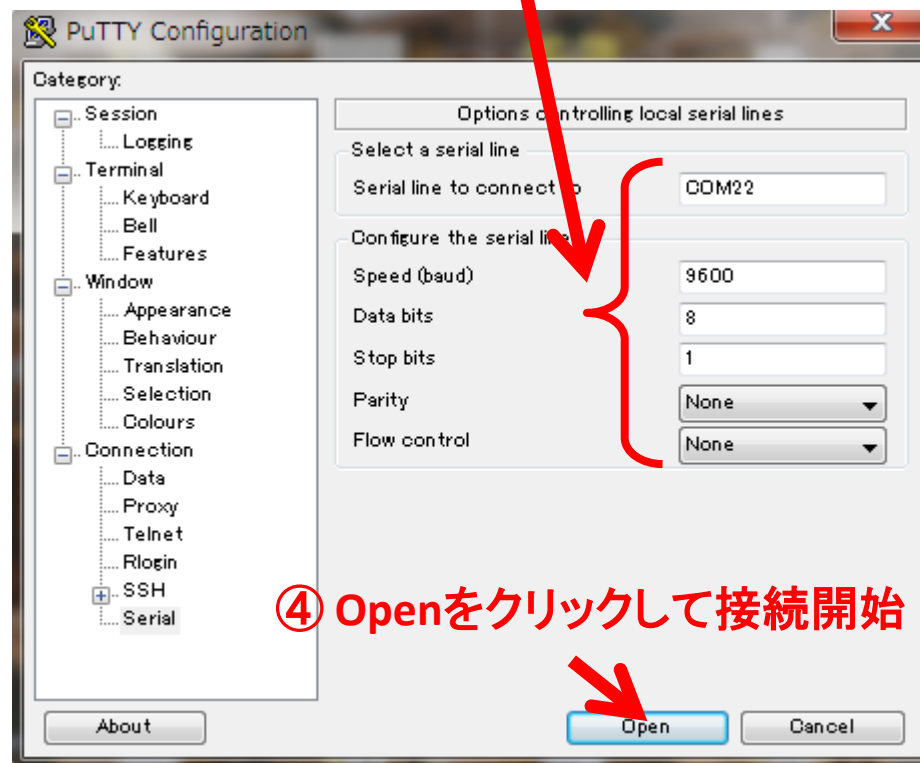 PuTTY Configuration
Category:
Session
Logging
Terminal
Keyboard
Bell
Features
Window
Appearance
Behaviour
Translation
Selection
Colours
Connection
Data
Proxy
Telnet
Rlogin
SSH
Serial
Options controlling local serial lines
Select a serial line
Serial line to connect to COM22
Configure the serial line
Speed (baud) 9600
Data bits 8
Stop bits 1
Parity None
Flow control None
④ Openをクリックして接続開始
About Open Cancel